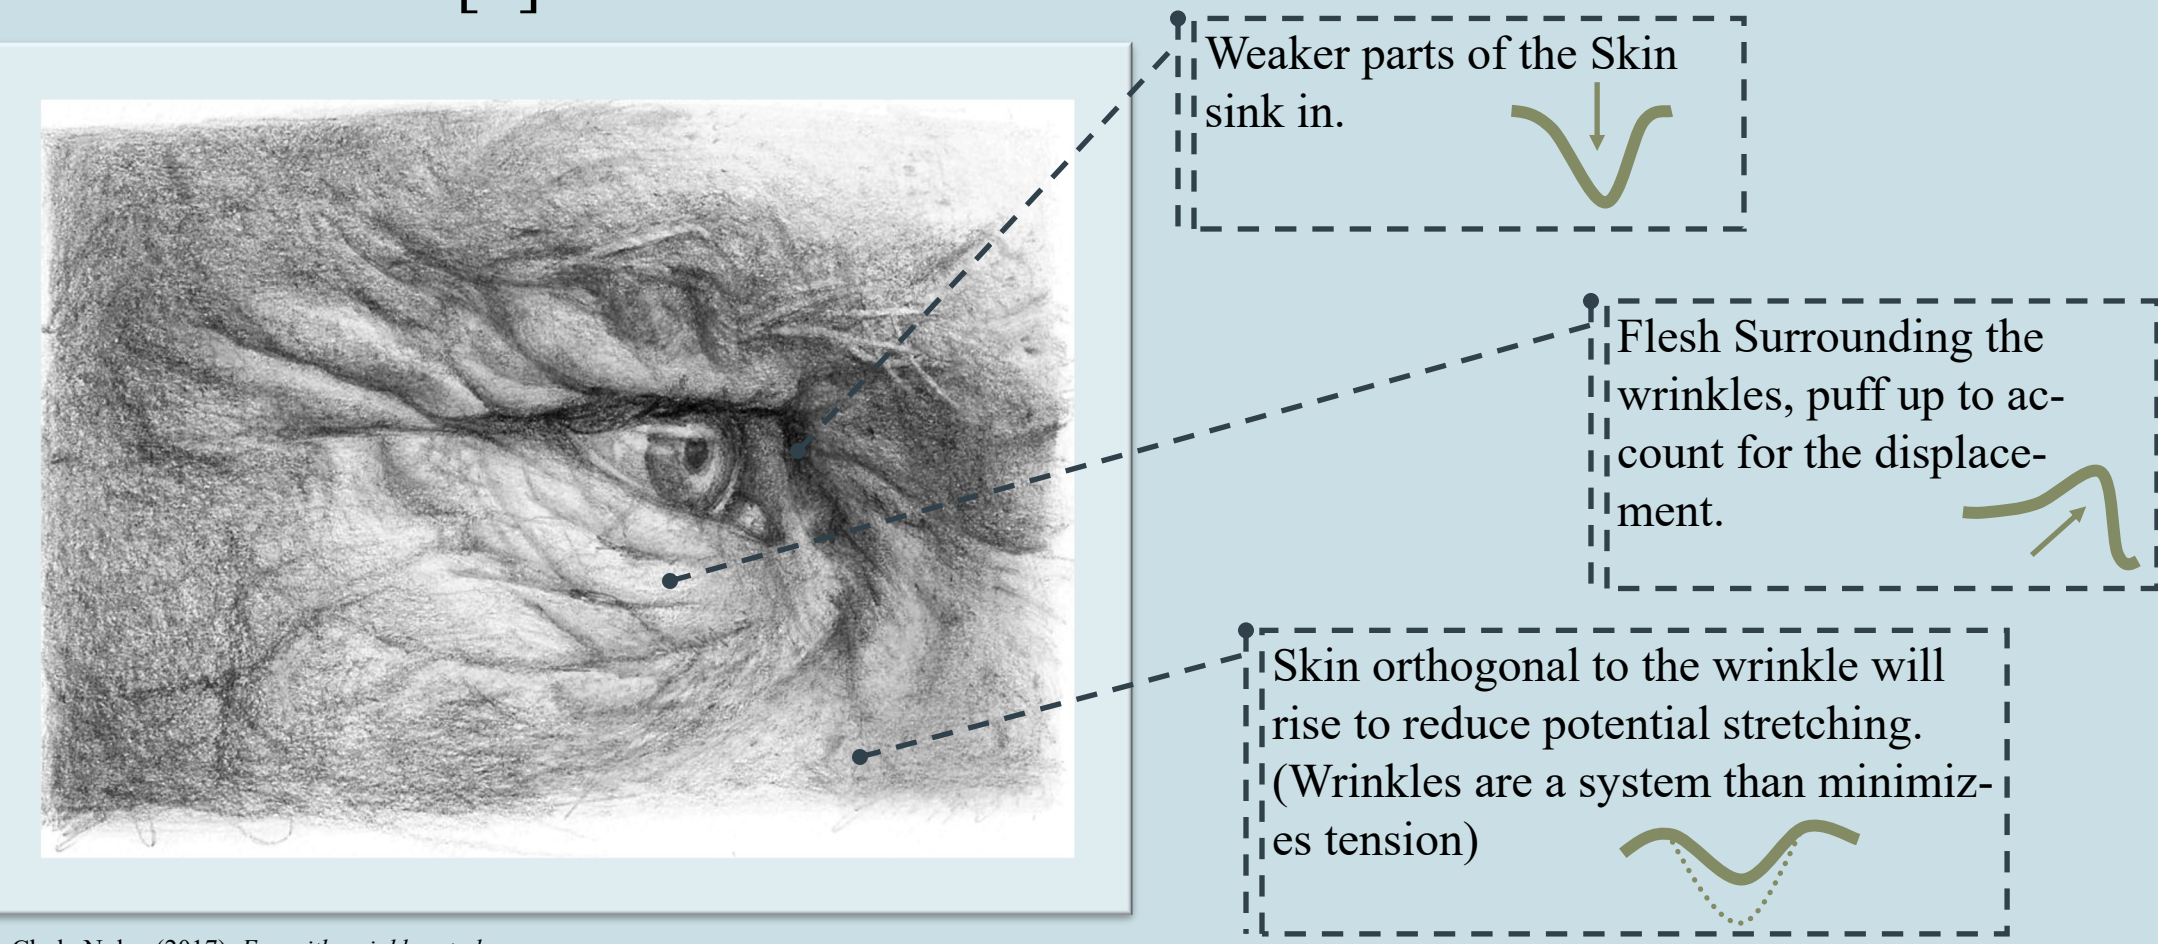 [ ]
Weaker parts of the Skin
sink in.
Flesh Surrounding the
wrinkles, puff up to ac-
count for the displace-
ment.
Skin orthogonal to the wrinkle will
rise to reduce potential stretching.
(Wrinkles are a system than minimiz-
es tension)
(2017).